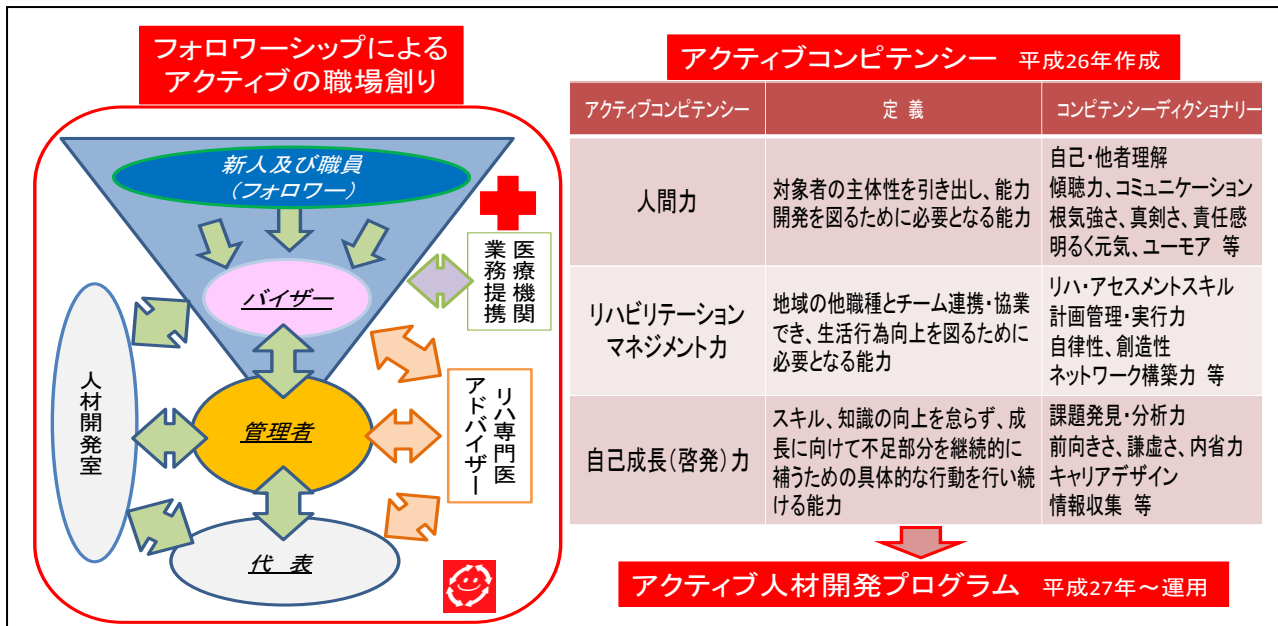 フォロワーシップによる
アクティブの職場創り
新人及び職員
(フォロワー)
バイザー
管理者
代 表
人材開発室
医療機関
業務提携
リハ専門医
アドバイザー
アクティブコンピテンシー 平成26年作成
アクティブコンピテンシー
定 義
コンピテンシーディクショナリー
人間力
対象者の主体性を引き出し、能力
開発を図るために必要となる能力
自己・他者理解
傾聴力、コミュニケーション
根気強さ、真剣さ、責任感
明るく元気、ユーモア 等
リハビリテーション
マネジメント力
地域の他職種とチーム連携・協業
でき、生活行為向上を図るために
必要となる能力
リハ・アセスメントスキル
計画管理・実行力
自律性、創造性
ネットワーク構築力 等
自己成長(啓発)力
スキル、知識の向上を怠らず、成
長に向けて不足部分を継続的に
補うための具体的な行動を行い続
ける能力
課題発見・分析力
前向きさ、謙虚さ、内省力
キャリアデザイン
情報収集 等
アクティブ人材開発プログラム 平成27年～運用